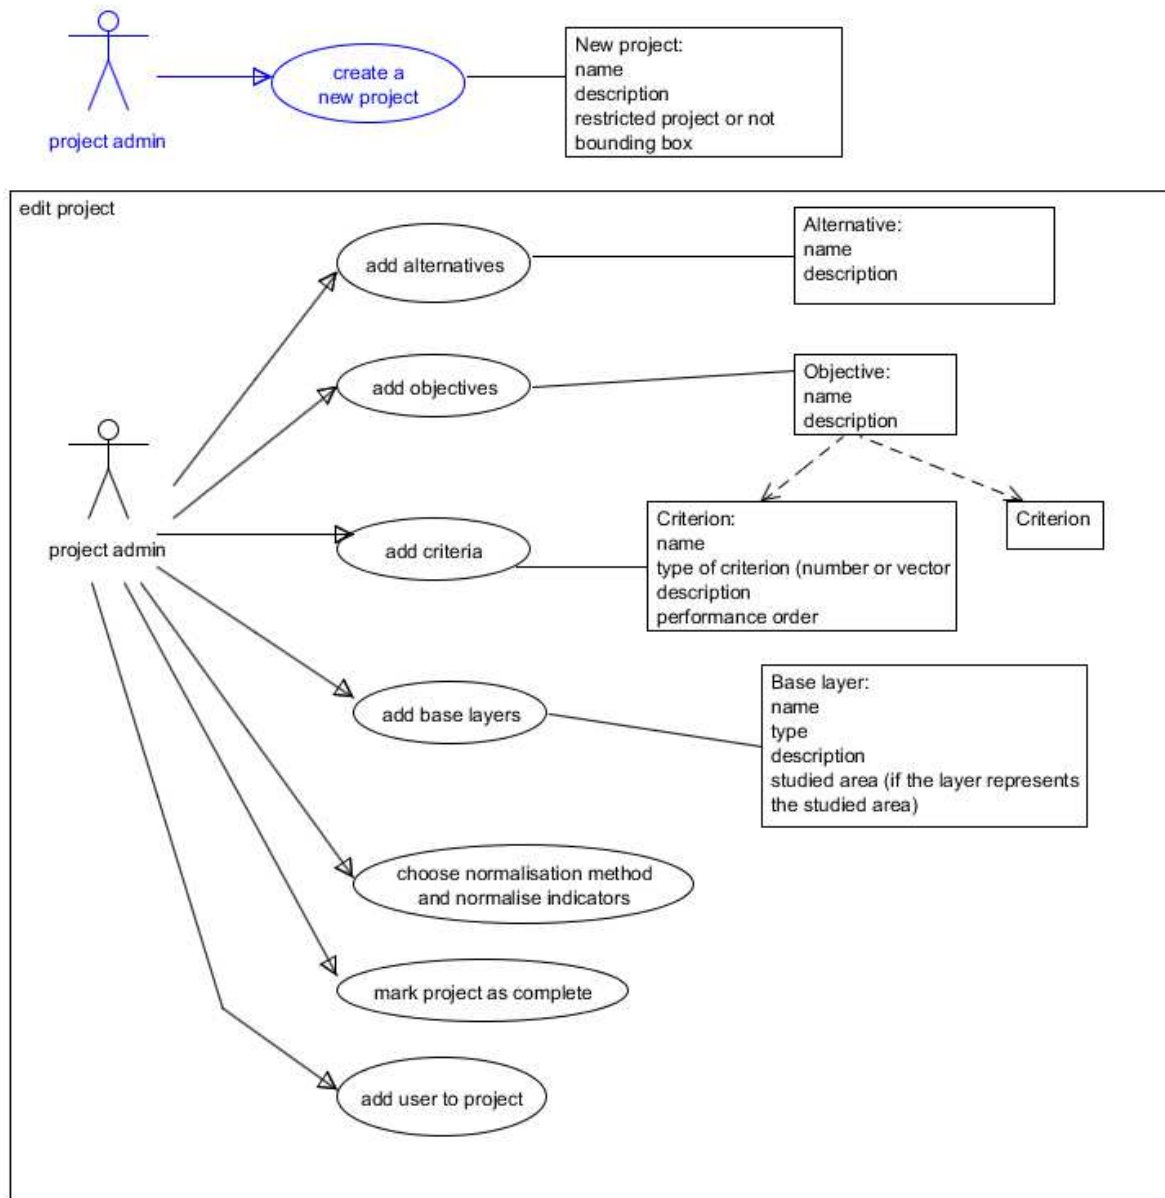 create a
new project
project admin
New project:
name
description
restricted project or not
bounding box
edit project
add alternatives
Alternative:
name
description
add objectives
Objective:
name
description
project admin
add criteria
Criterion:
name
type of criterion (number or vector
description
performance order
Criterion
add base layers
Base layer:
name
type
description
studied area (if the layer represents
the studied area)
choose normalisation method
and normalise indicators
mark project as complete
add user to project